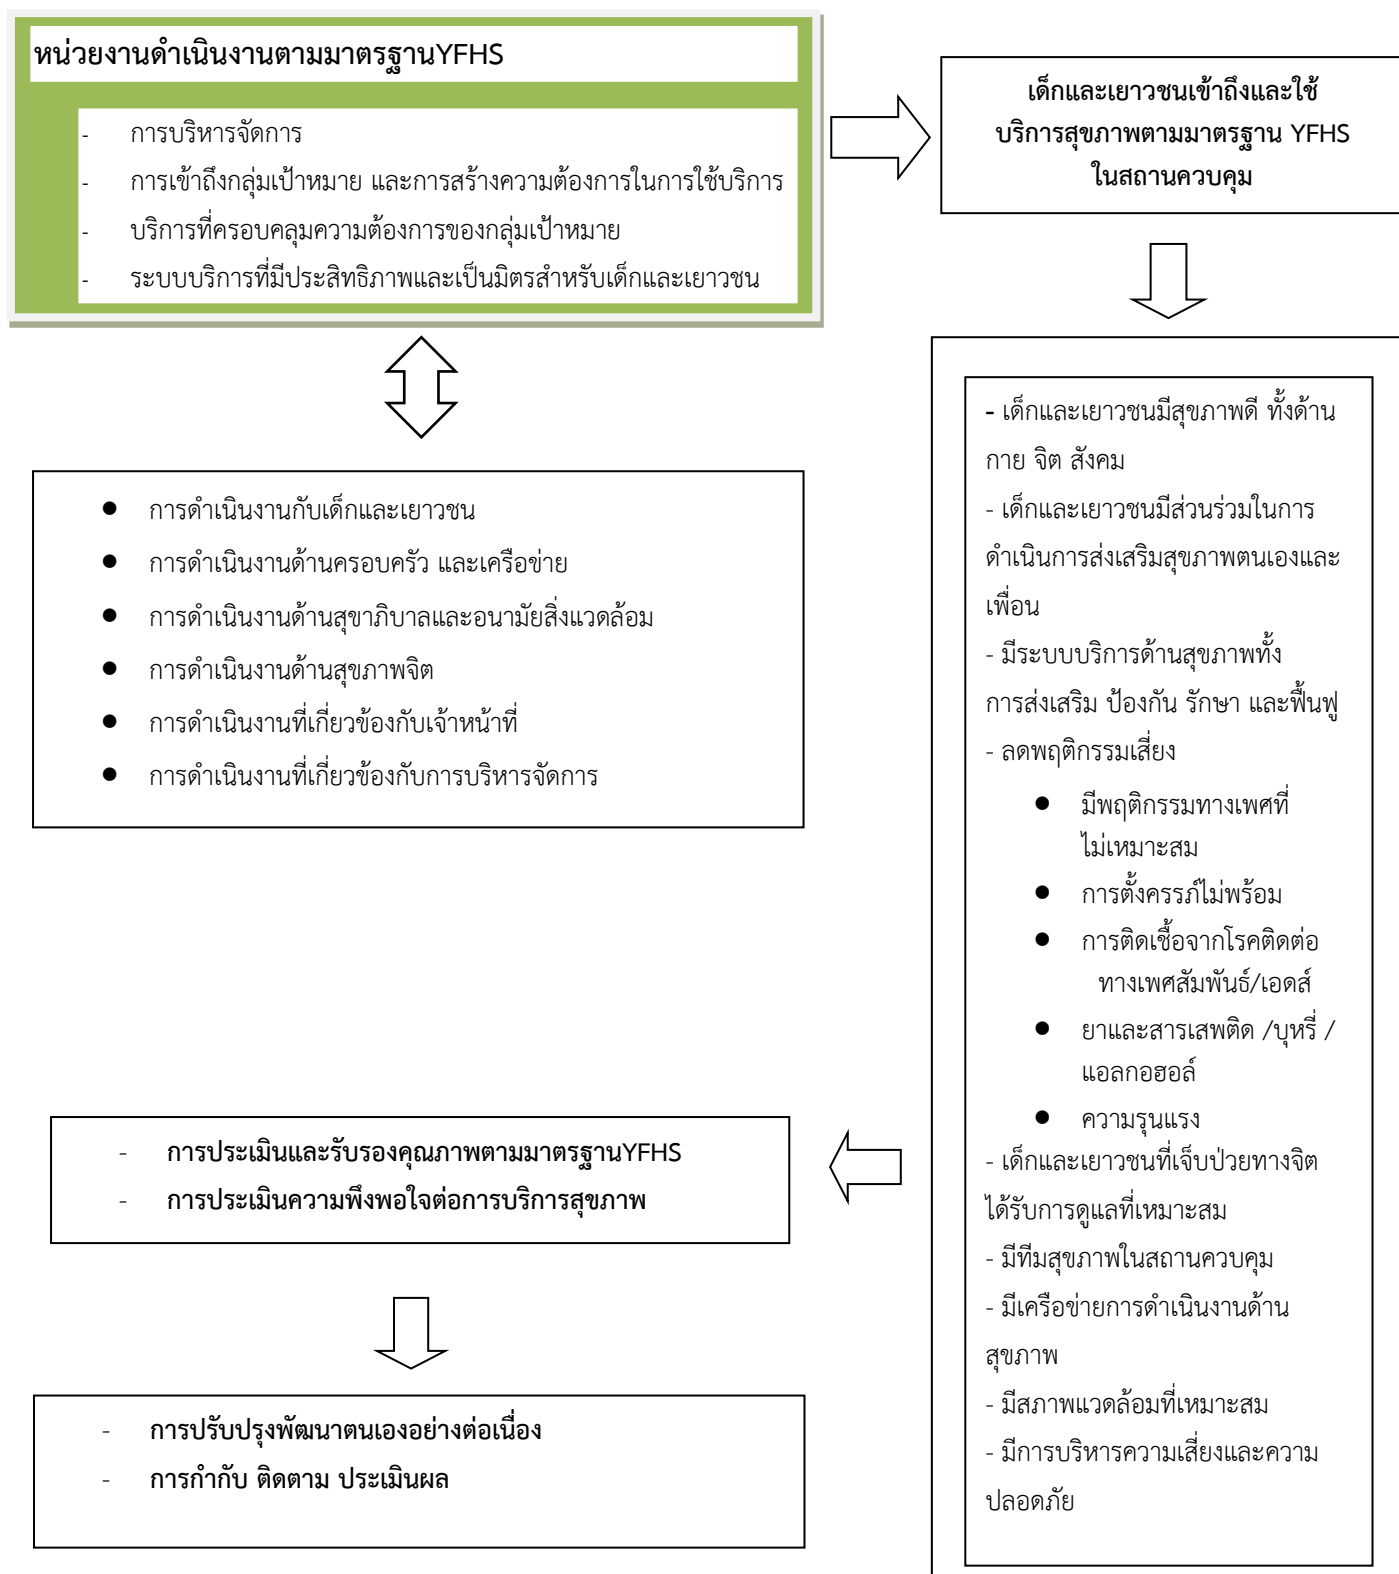 หน่วยงานดำเนินงานตามมาตรฐานYFHS
- การบริหารจัดการ
- การเข้าถึงกลุ่มเป้าหมาย และการสร้างความต้องการในการใช้บริการ
- บริการที่ครอบคลุมความต้องการของกลุ่มเป้าหมาย
- ระบบบริการที่มีประสิทธิภาพและเป็นมิตรสำหรับเด็กและเยาวชน
เด็กและเยาวชนเข้าถึงและใช้
บริการสุขภาพตามมาตรฐาน YFHS
ในสถานควบคุม
● การดำเนินงานกับเด็กและเยาวชน
● การดำเนินงานด้านครอบครัว และเครือข่าย
● การดำเนินงานด้านสุขาภิบาลและอนามัยสิ่งแวดล้อม
● การดำเนินงานด้านสุขภาพจิต
● การดำเนินงานที่เกี่ยวข้องกับเจ้าหน้าที่
● การดำเนินงานที่เกี่ยวข้องกับการบริหารจัดการ
- เด็กและเยาวชนมีสุขภาพดี ทั้งด้าน
กาย จิต สังคม
- เด็กและเยาวชนมีส่วนร่วมในการ
ดำเนินการส่งเสริมสุขภาพตนเองและ
เพื่อน
- มีระบบบริการด้านสุขภาพทั้ง
การส่งเสริม ป้องกัน รักษา และฟื้นฟู
- ลดพฤติกรรมเสี่ยง
● มีพฤติกรรมทางเพศที่
ไม่เหมาะสม
● การตั้งครรภ์ไม่พร้อม
● การติดเชื้อจากโรคติดต่อ
ทางเพศสัมพันธ์/เอดส์
● ยาและสารเสพติด /บุหรี่ /
แอลกอฮอล์
● ความรุนแรง
- เด็กและเยาวชนที่เจ็บป่วยทางจิต
ได้รับการดูแลที่เหมาะสม
- มีทีมสุขภาพในสถานควบคุม
- มีเครือข่ายการดำเนินงานด้าน
สุขภาพ
- มีสภาพแวดล้อมที่เหมาะสม
- มีการบริหารความเสี่ยงและความ
ปลอดภัย
- การประเมินและรับรองคุณภาพตามมาตรฐานYFHS
- การประเมินความพึงพอใจต่อการบริการสุขภาพ
- การปรับปรุงพัฒนาตนเองอย่างต่อเนื่อง
- การกำกับ ติดตาม ประเมินผล